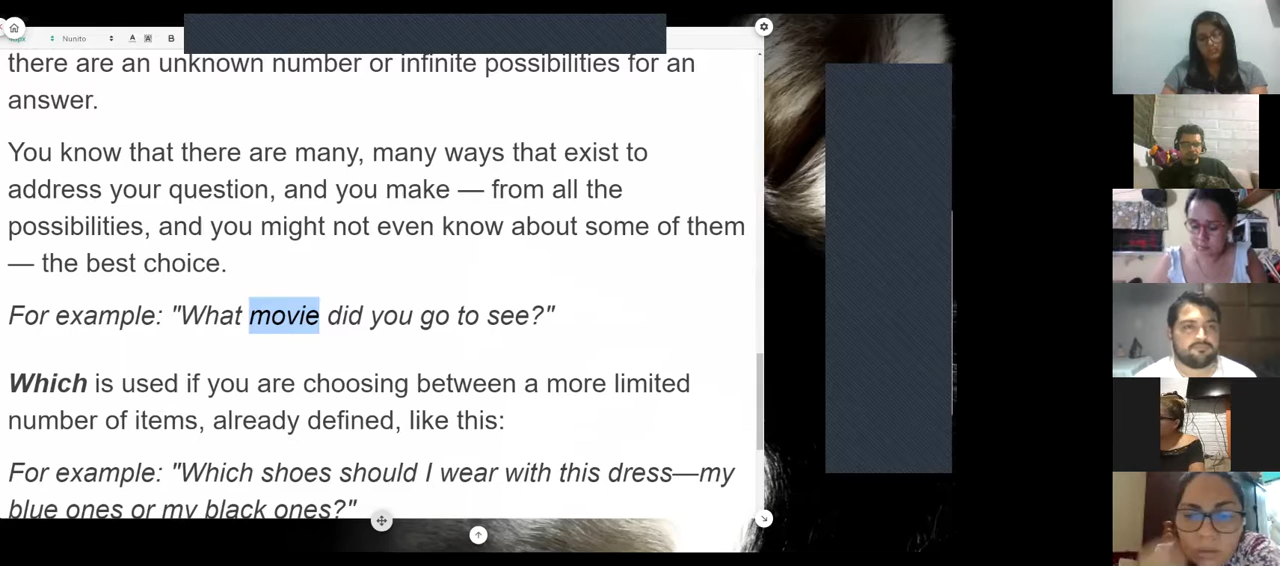 Nunito
A
A
B
there are an unknown number or infinite possibilities for an
answer.
You know that there are many, many ways that exist to
address your question, and you make — from all the
possibilities, and you might not even know about some of them
— the best choice.
For example: "What movie did you go to see?"
Which is used if you are choosing between a more limited
number of items, already defined, like this:
For example: "Which shoes should I wear with this dress—my
blue ones or my black ones?"